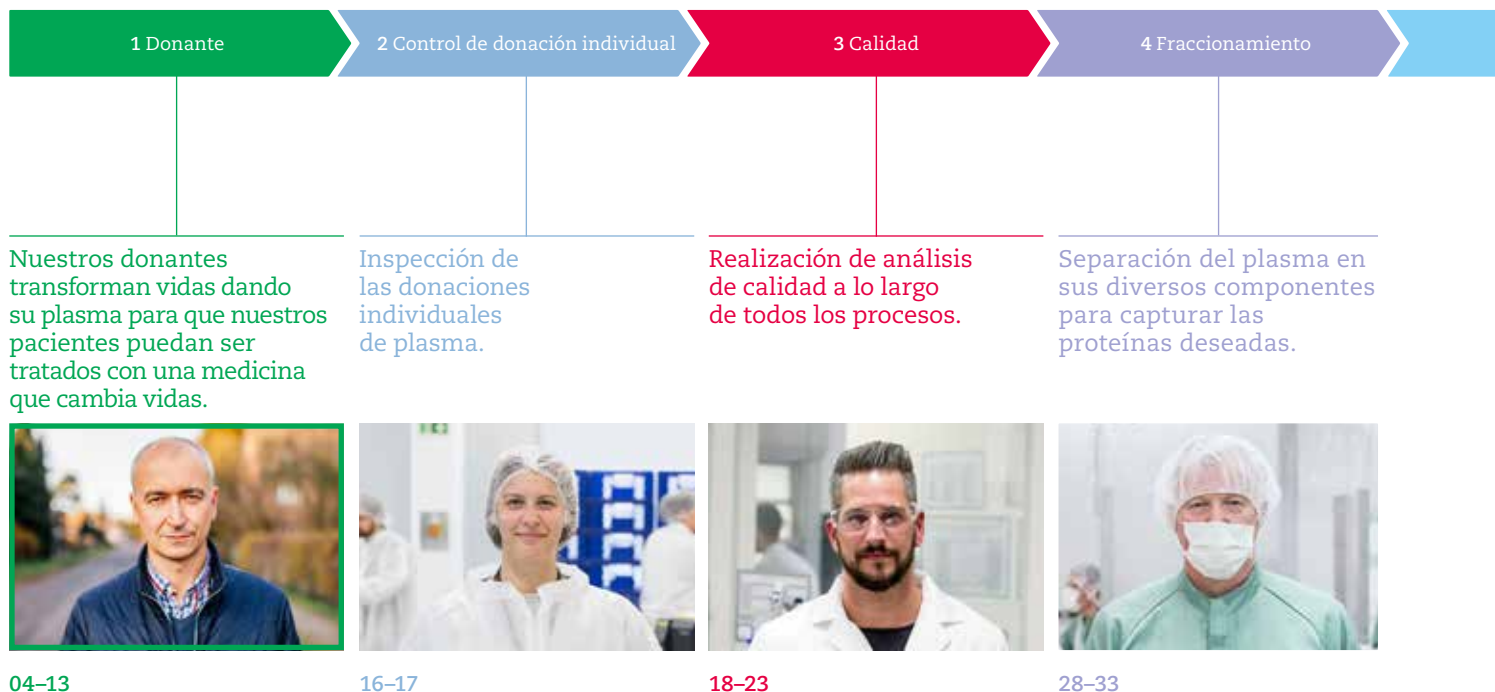 1 Donante
2 Control de donación individual
3 Calidad
4 Fraccionamiento
Nuestros donantes
transforman vidas dando
su plasma para que nuestros
pacientes puedan ser
tratados con una medicina
que cambia vidas.
Inspección de
las donaciones
individuales
de plasma.
Realización de análisis
de calidad a lo largo
de todos los procesos.
Separación del plasma en
sus diversos componentes
para capturar las
proteínas deseadas.
04–13
16–17
18–23
28–33